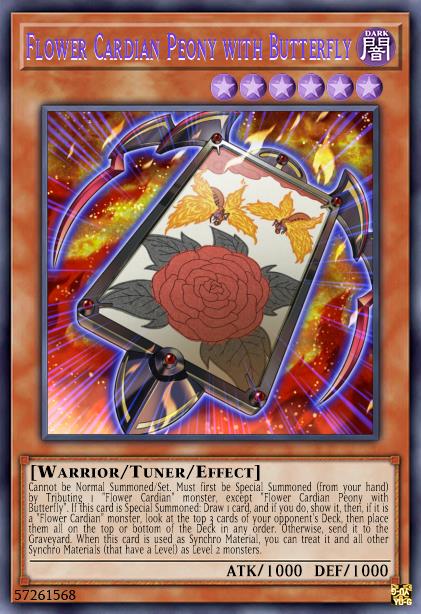 Flower Cardian Peony with Butterfly
DARK
闇
[Warrior/Tuner/Effect]
Cannot be Normal Summoned/Set. Must first be Special Summoned (from your hand)
by Tributing 1 "Flower Cardian" monster, except "Flower Cardian Peony with
Butterfly". If this card is Special Summoned: Draw 1 card, and if you do, show it, then, if it is
a "Flower Cardian" monster, look at the top 3 cards of your opponent's Deck, then place
them all on the top or bottom of the Deck in any order. Otherwise, send it to the
Graveyard. When this card is used as Synchro Material, you can treat it and all other
Synchro Materials (that have a Level) as Level 2 monsters.
ATK/1000 DEF/1000
57261568